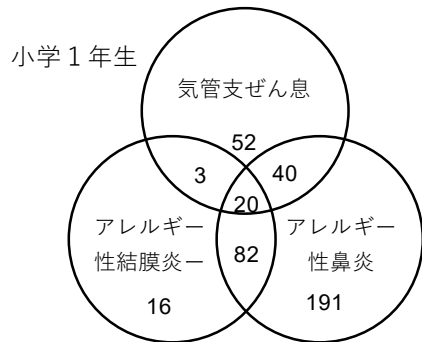 小学１年生
気管支ぜん息
52
3
40
20
アレルギー
性結膜炎ー
82
アレルギー
性鼻炎
16
191